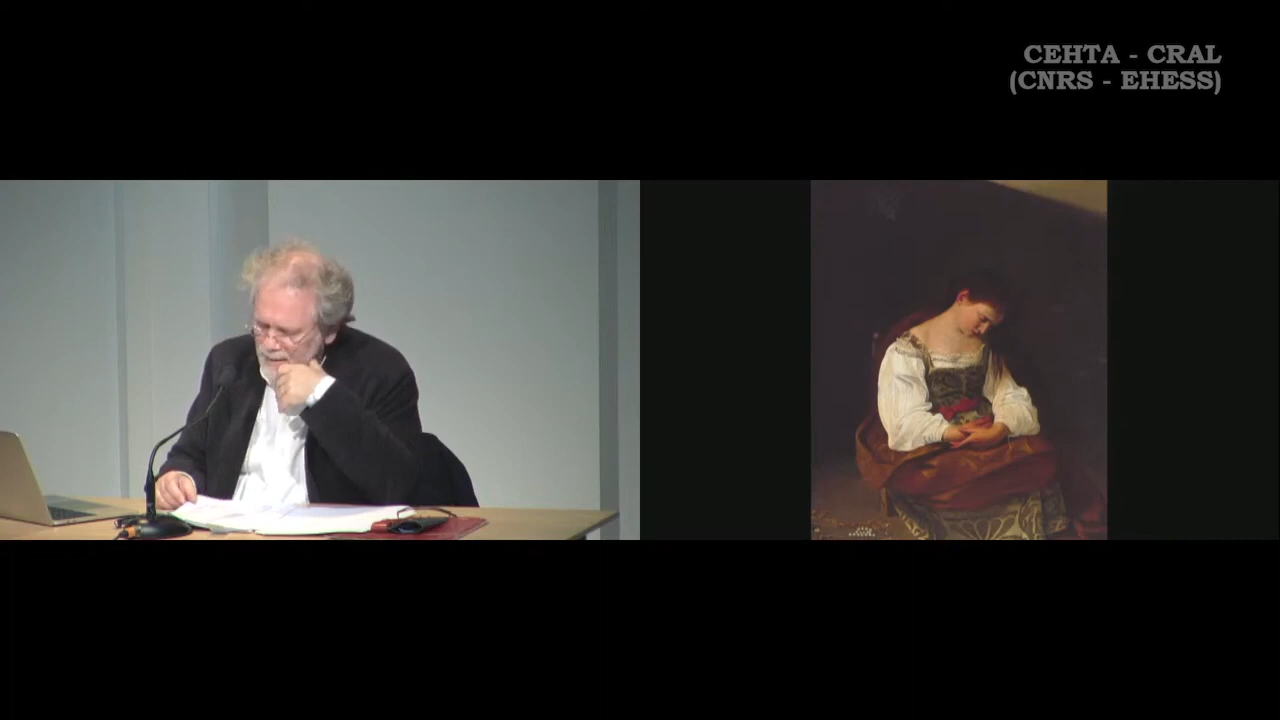 CEHTA - CRAL
(CNRS - EHESS)